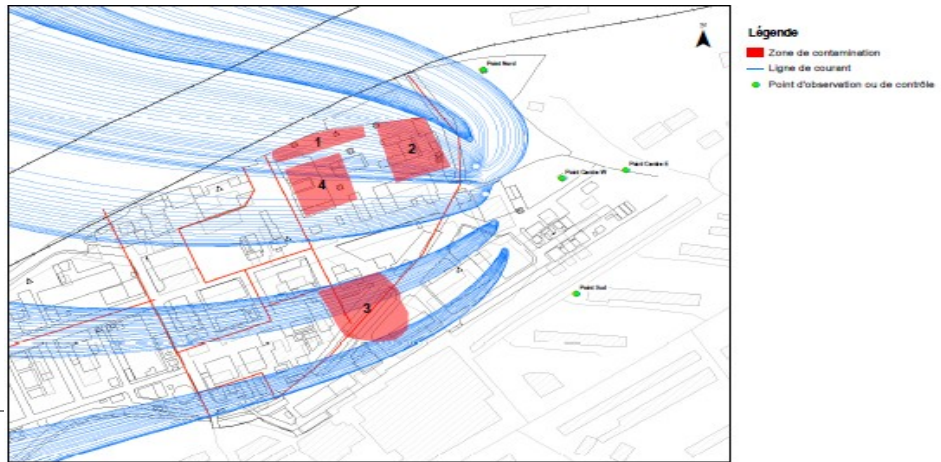 Légende
Zone de contamination
Ligne de courant
Point d'observation ou de contrôle
N
Point Nord
1
2
4
Point Centre W
Point Centre E
3
Point Sud